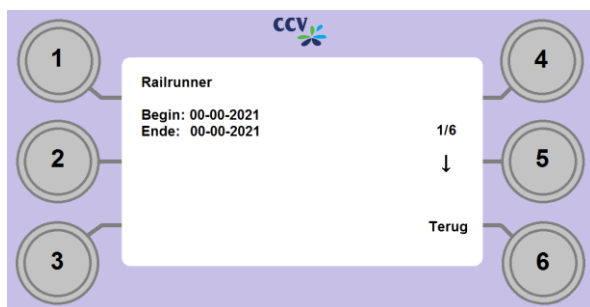 CCV
1
4
Railrunner
Begin: 00-00-2021
Ende: 00-00-2021
1/6
2
↓
5
Terug
3
6